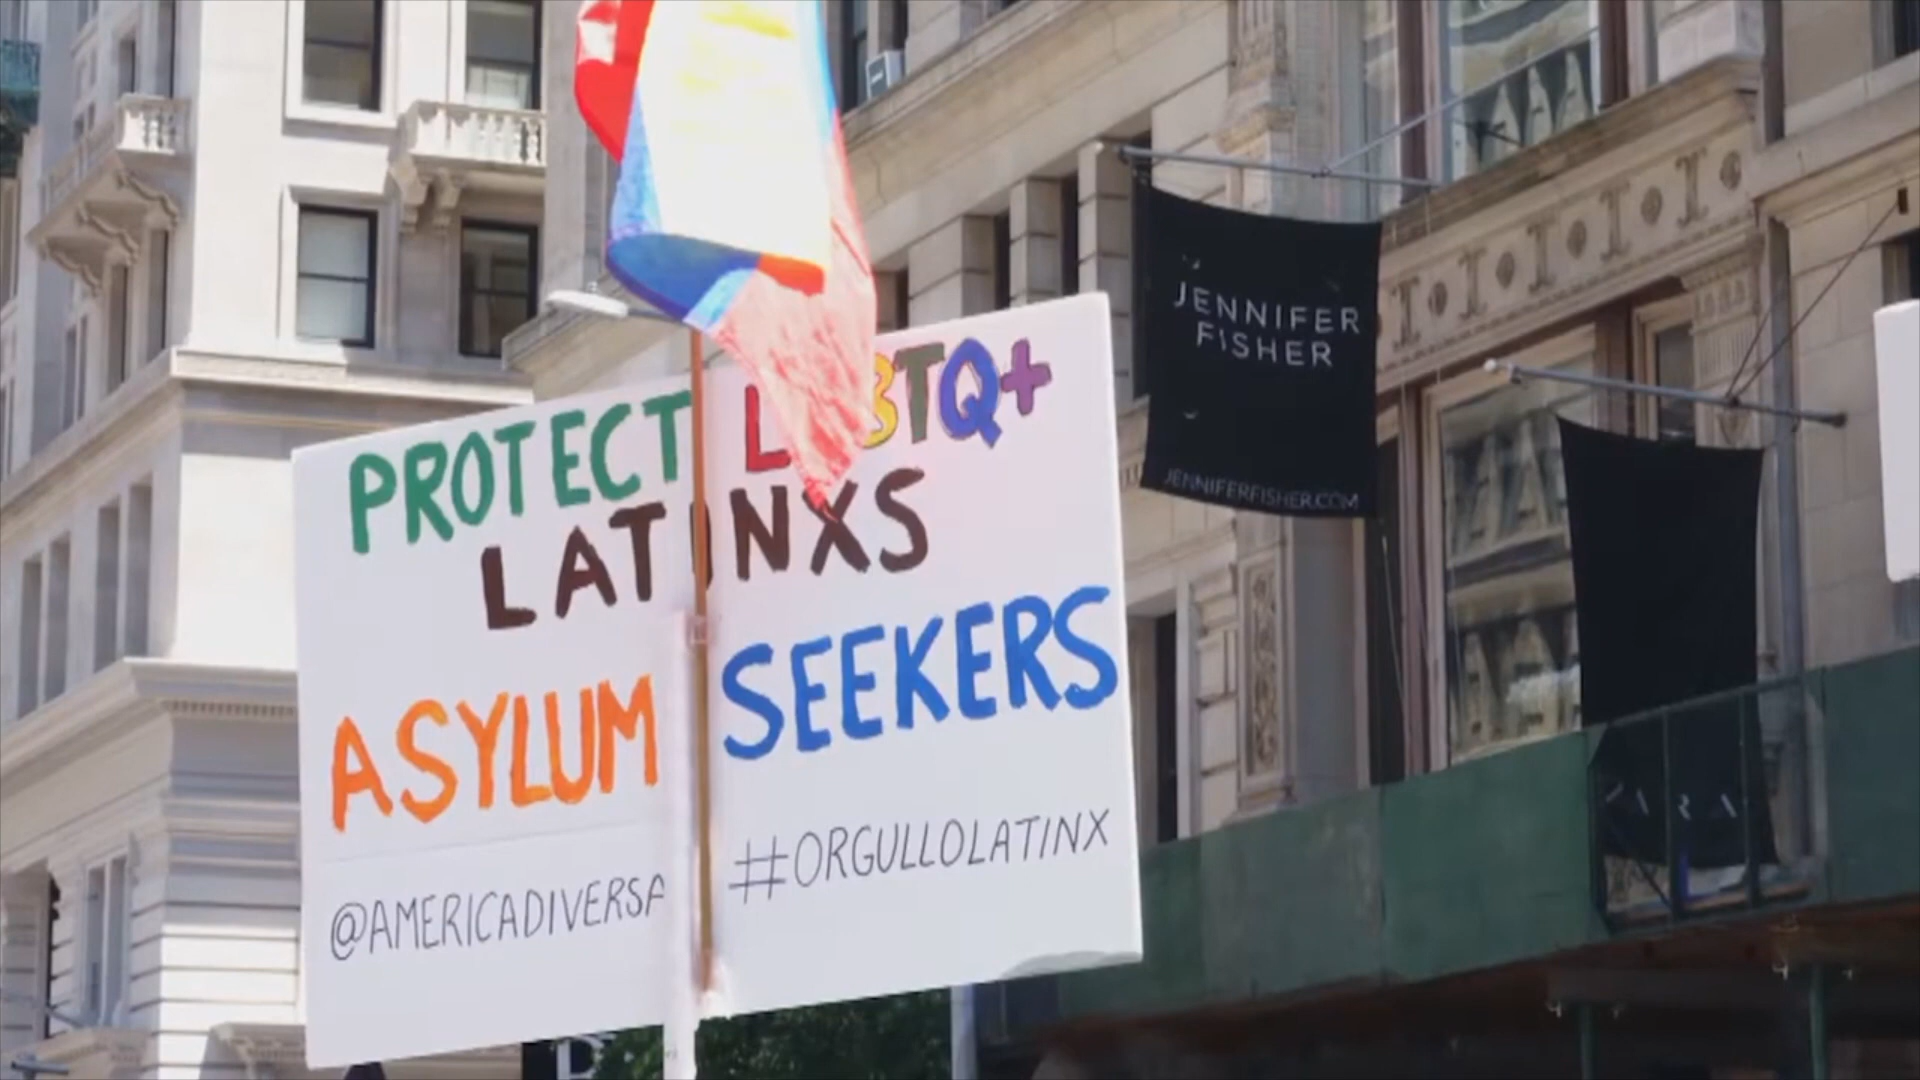 PROTECT LGBTQ+
LATINXS
ASYLUM SEEKERS
@AMERICADIVERSA
#ORGULLOLATINX
JENNIFER
FISHER
JENNIFERFISHER.COM
ZARA